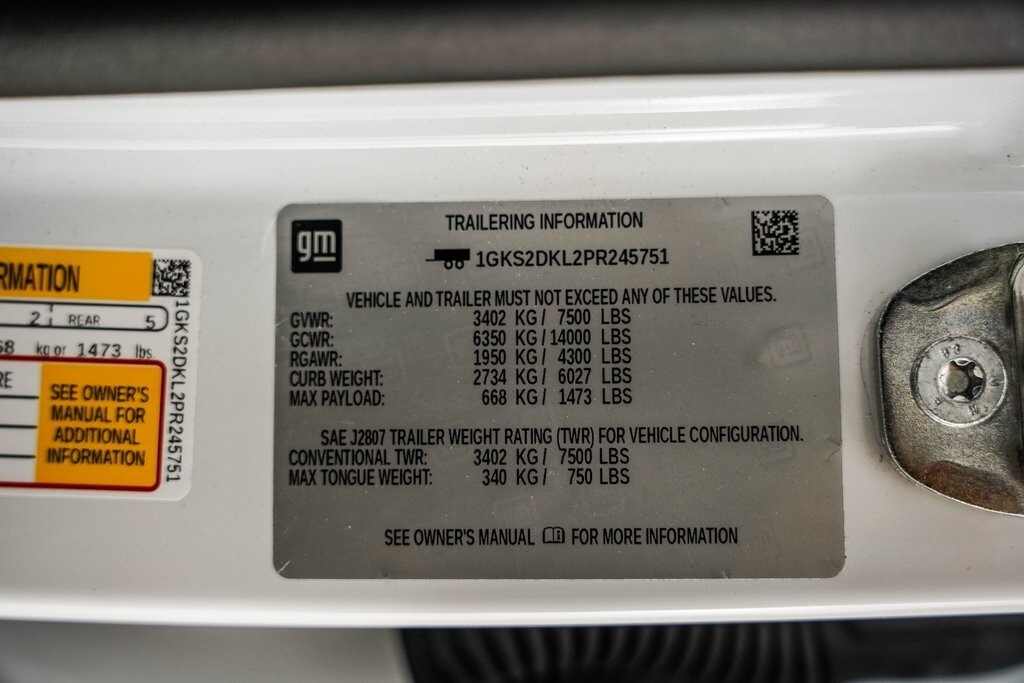 gm
TRAILERING INFORMATION
1GKS2DKL2PR245751
VEHICLE AND TRAILER MUST NOT EXCEED ANY OF THESE VALUES.
GVWR: 3402 KG / 7500 LBS
GCWR: 6350 KG / 14000 LBS
RGAWR: 1950 KG / 4300 LBS
CURB WEIGHT: 2734 KG / 6027 LBS
MAX PAYLOAD: 668 KG / 1473 LBS
SAE J2807 TRAILER WEIGHT RATING (TWR) FOR VEHICLE CONFIGURATION.
CONVENTIONAL TWR: 3402 KG / 7500 LBS
MAX TONGUE WEIGHT: 340 KG / 750 LBS
SEE OWNER'S MANUAL FOR MORE INFORMATION
RMATION
2 REAR 5
68 kg or 1473 lbs
RE
SEE OWNER'S
MANUAL FOR
ADDITIONAL
INFORMATION
1GKS2DKL2PR245751